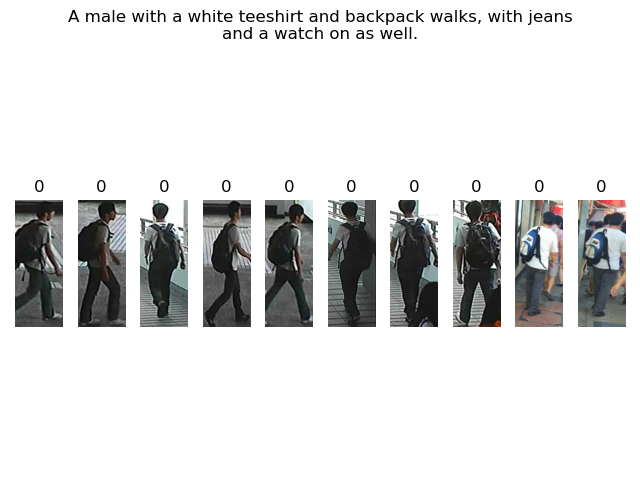 A male with a white teeshirt and backpack walks, with jeans
and a watch on as well.
0 0 0 0 0 0 0 0 0 0